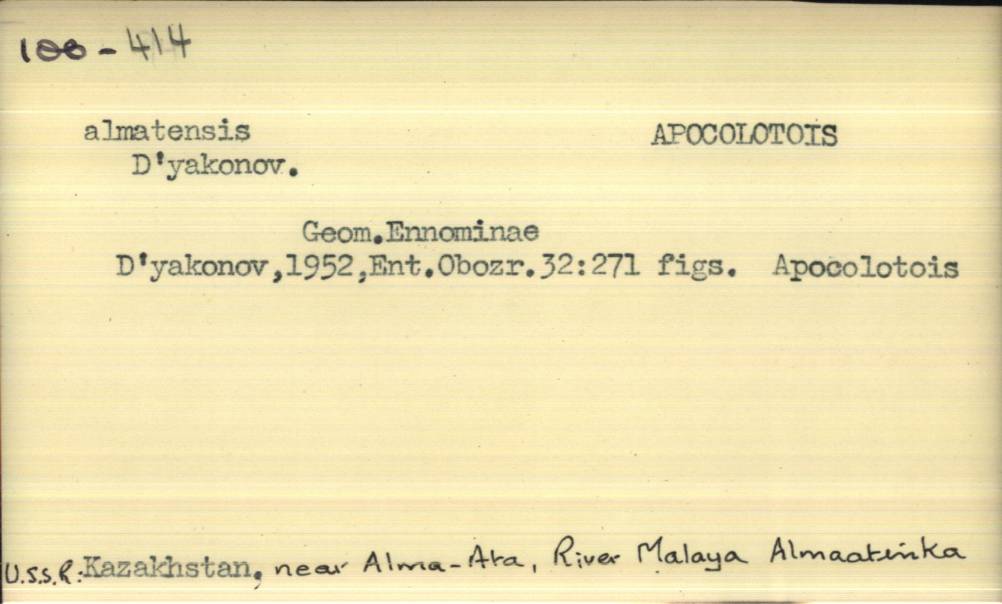 100-414
almatensis APOCOLOTOIS
D'yakonov.
Geom.Ennominae
D'yakonov,1952,Ent.Obozr.32:271 figs. Apocolotois
U.S.S.R:Kazakhstan, near Alma-Ata, River Malaya Almaatinka